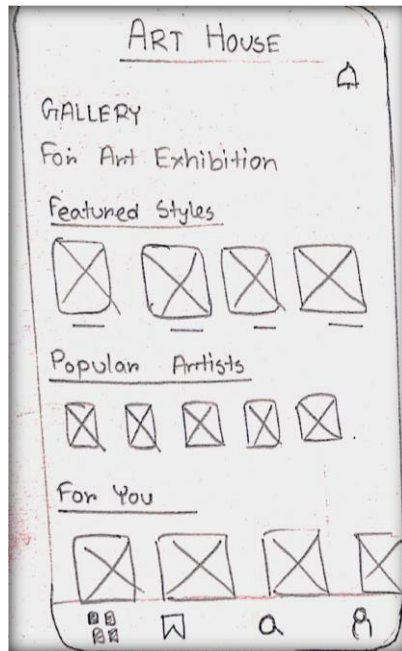 ART HOUSE
GALLERY
For Art Exhibition
Featured Styles
Popular Artists
For You